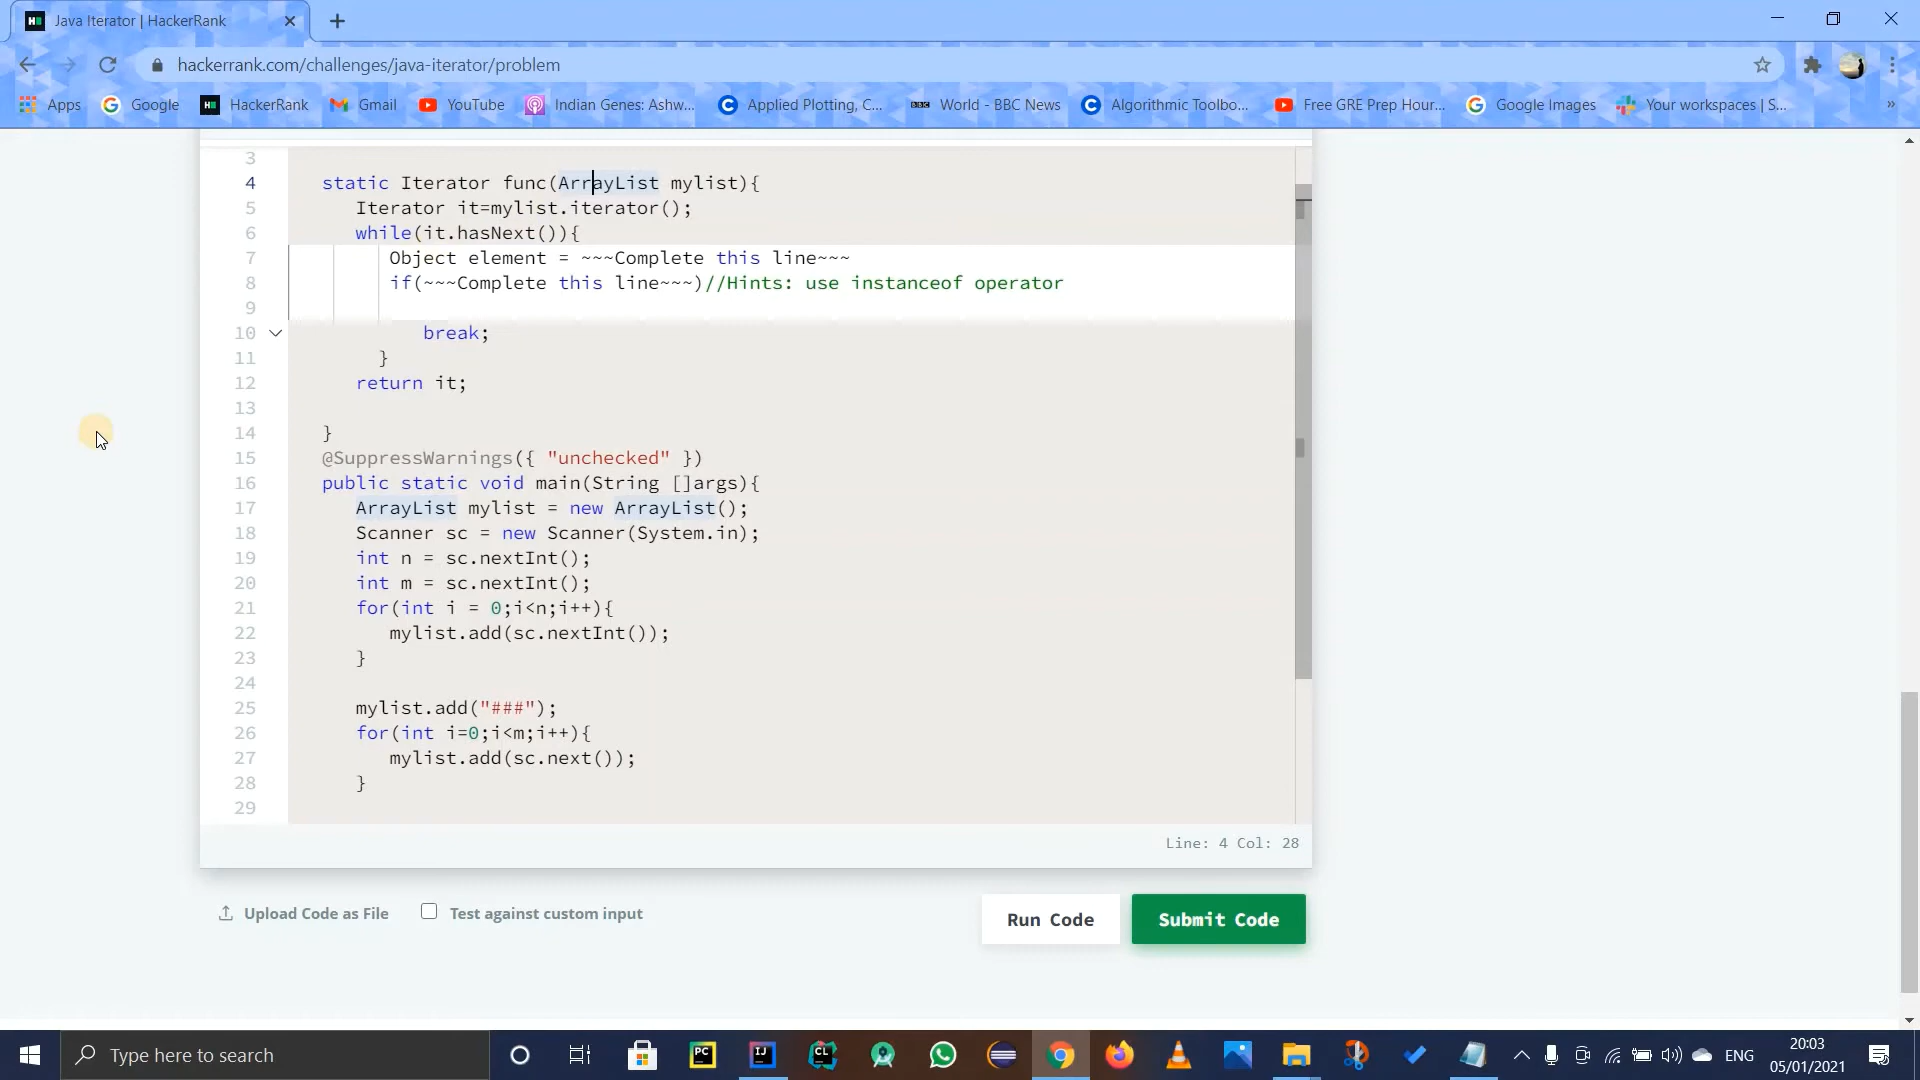 Java Iterator | HackerRank
hackerrank.com/challenges/java-iterator/problem
Apps Google HackerRank Gmail YouTube Indian Genes: Ashw... Applied Plotting, C... BBC World - BBC News Algorithmic Toolbo... Free GRE Prep Hour... Google Images Your workspaces | S... »
3
4 static Iterator func(ArrayList mylist){
5 Iterator it=mylist.iterator();
6 while(it.hasNext()){
7 Object element = ~~~Complete this line~~~
8 if(~~~Complete this line~~~)//Hints: use instanceof operator
9
10 break;
11 }
12 return it;
13
14 }
15 @SuppressWarnings({ "unchecked" })
16 public static void main(String []args){
17 ArrayList mylist = new ArrayList();
18 Scanner sc = new Scanner(System.in);
19 int n = sc.nextInt();
20 int m = sc.nextInt();
21 for(int i = 0;i<n;i++){
22 mylist.add(sc.nextInt());
23 }
24
25 mylist.add("###");
26 for(int i=0;i<m;i++){
27 mylist.add(sc.next());
28 }
29
Line: 4 Col: 28
Upload Code as File Test against custom input Run Code Submit Code
Type here to search PC IJ CL ENG 20:03
05/01/2021